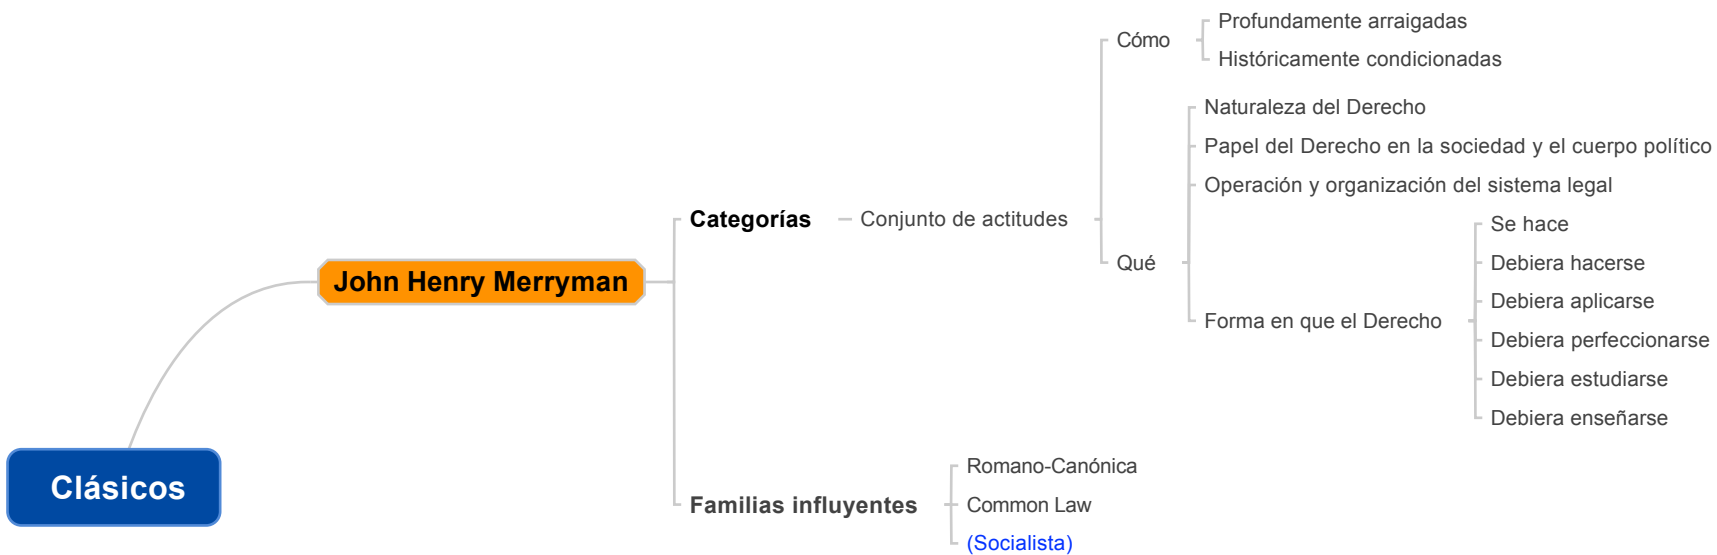 Clásicos
John Henry Merryman
Categorías
Conjunto de actitudes
Cómo
Profundamente arraigadas
Históricamente condicionadas
Qué
Naturaleza del Derecho
Papel del Derecho en la sociedad y el cuerpo político
Operación y organización del sistema legal
Forma en que el Derecho
Se hace
Debiera hacerse
Debiera aplicarse
Debiera perfeccionarse
Debiera estudiarse
Debiera enseñarse
Familias influyentes
Romano-Canónica
Common Law
(Socialista)